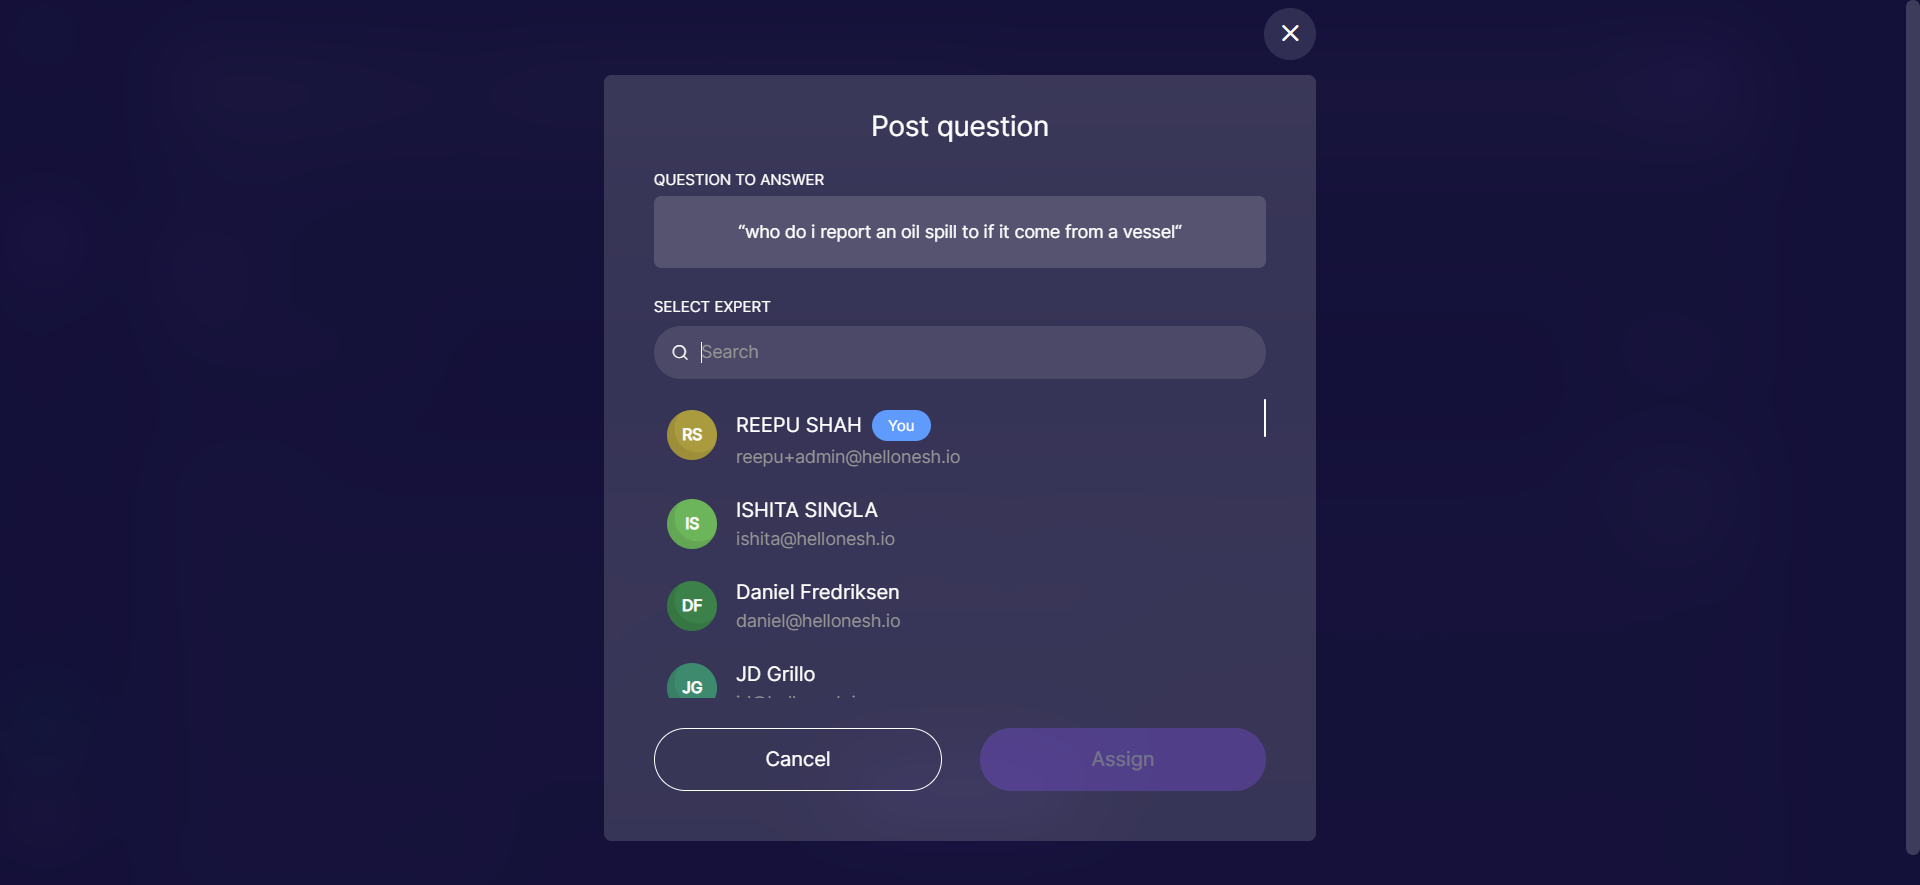 Post question
QUESTION TO ANSWER
“who do i report an oil spill to if it come from a vessel“
SELECT EXPERT
Search
RS
REEPU SHAH
You
reepu+admin@hellonesh.io
IS
ISHITA SINGLA
ishita@hellonesh.io
DF
Daniel Fredriksen
daniel@hellonesh.io
JG
JD Grillo
Cancel
Assign